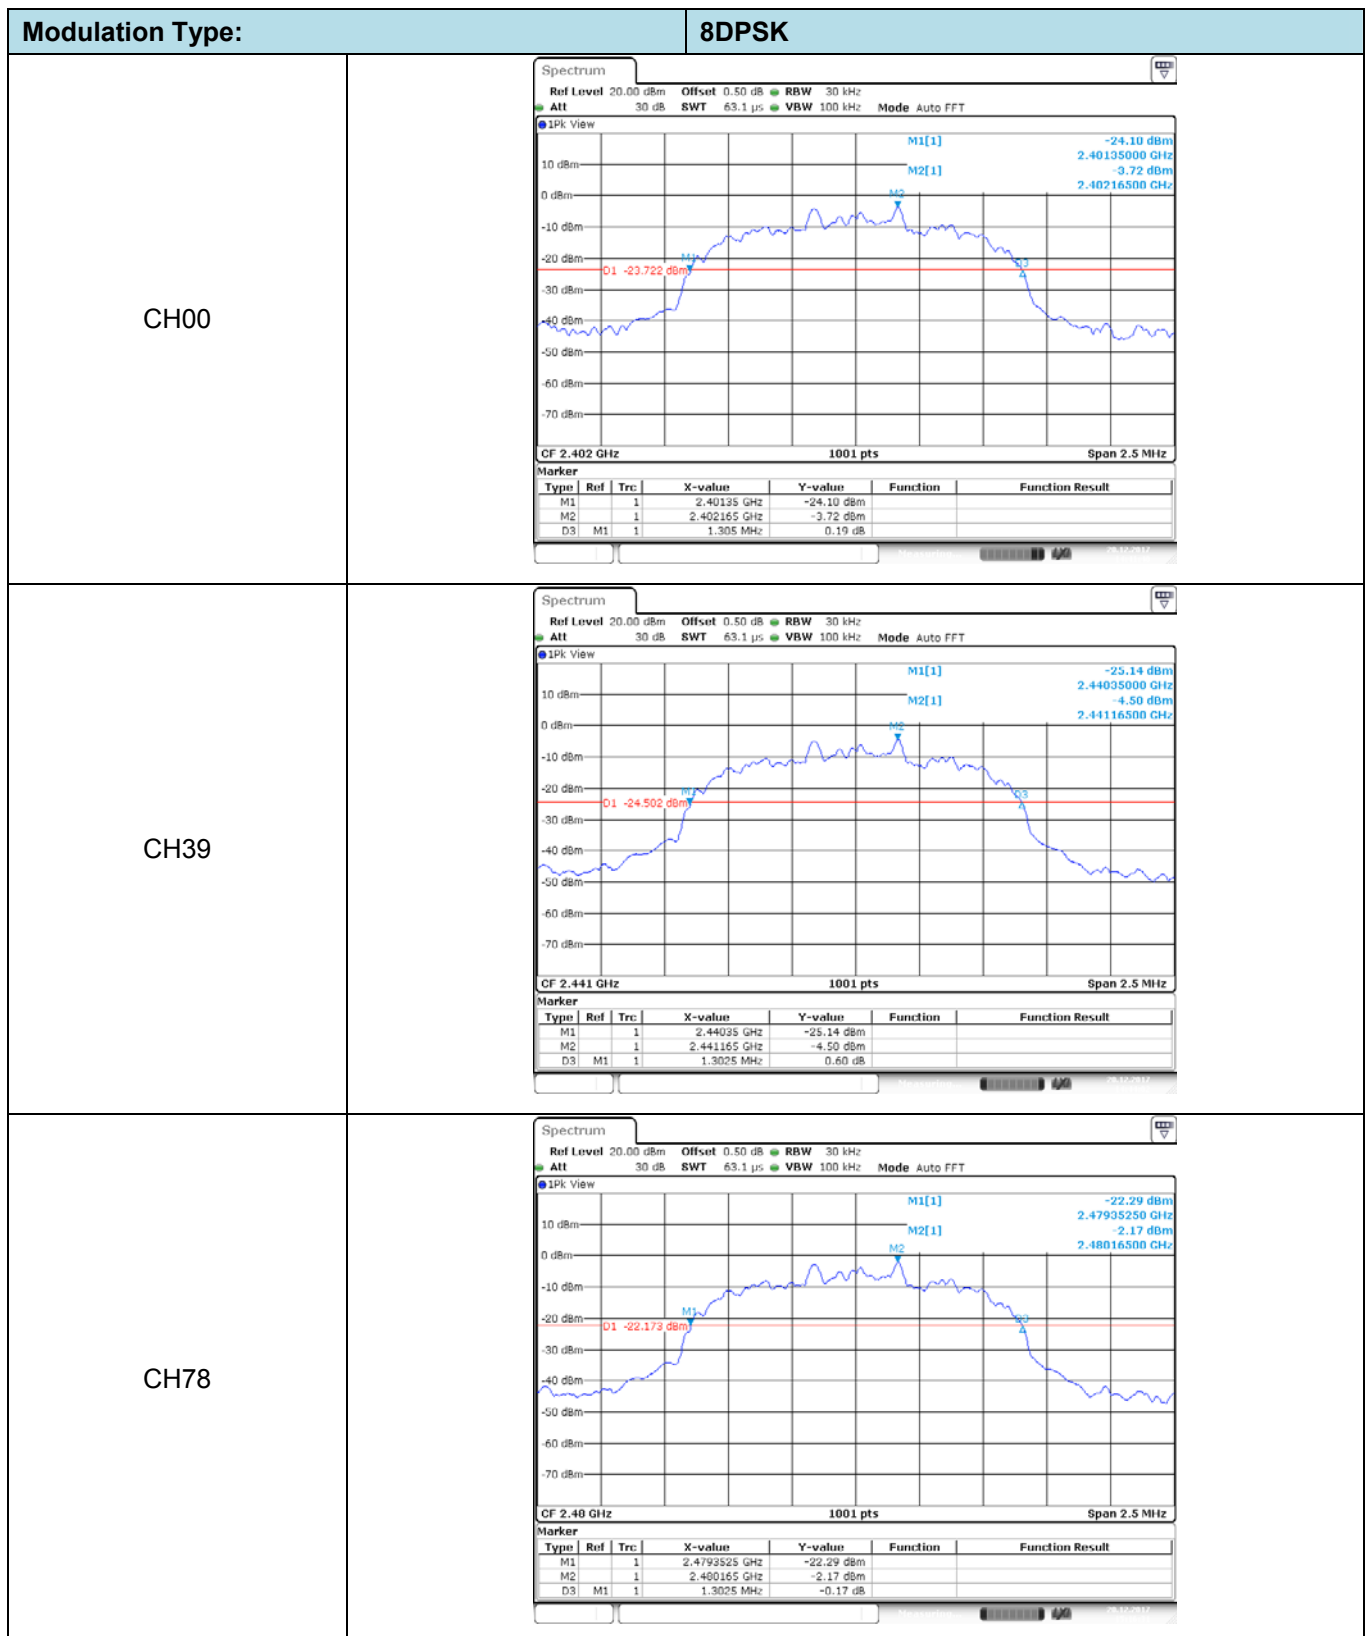 Modulation Type: 8DPSK
CH00
Spectrum
Ref Level 20.00 dBm Offset 0.50 dB RBW 30 kHz
Att 30 dB SWT 63.1 µs VBW 100 kHz Mode Auto FFT
1Pk View
M1[1] -24.10 dBm
2.40135000 GHz
10 dBm
M2[1] -3.72 dBm
2.40216500 GHz
0 dBm
M2
-10 dBm
-20 dBm
M1
D3
D1 -23.722 dBm
-30 dBm
-40 dBm
-50 dBm
-60 dBm
-70 dBm
CF 2.402 GHz 1001 pts Span 2.5 MHz
Marker
Type Ref Trc X-value Y-value Function Function Result
M1 1 2.40135 GHz -24.10 dBm
M2 1 2.402165 GHz -3.72 dBm
D3 M1 1 1.305 MHz 0.19 dB
CH39
Spectrum
Ref Level 20.00 dBm Offset 0.50 dB RBW 30 kHz
Att 30 dB SWT 63.1 µs VBW 100 kHz Mode Auto FFT
1Pk View
M1[1] -25.14 dBm
2.44035000 GHz
10 dBm
M2[1] -4.50 dBm
2.44116500 GHz
0 dBm
M2
-10 dBm
-20 dBm
M1
D3
D1 -24.502 dBm
-30 dBm
-40 dBm
-50 dBm
-60 dBm
-70 dBm
CF 2.441 GHz 1001 pts Span 2.5 MHz
Marker
Type Ref Trc X-value Y-value Function Function Result
M1 1 2.44035 GHz -25.14 dBm
M2 1 2.441165 GHz -4.50 dBm
D3 M1 1 1.3025 MHz 0.60 dB
CH78
Spectrum
Ref Level 20.00 dBm Offset 0.50 dB RBW 30 kHz
Att 30 dB SWT 63.1 µs VBW 100 kHz Mode Auto FFT
1Pk View
M1[1] -22.29 dBm
2.47935250 GHz
10 dBm
M2[1] -2.17 dBm
2.48016500 GHz
M2
0 dBm
-10 dBm
M1
-20 dBm
D3
D1 -22.173 dBm
-30 dBm
-40 dBm
-50 dBm
-60 dBm
-70 dBm
CF 2.48 GHz 1001 pts Span 2.5 MHz
Marker
Type Ref Trc X-value Y-value Function Function Result
M1 1 2.4793525 GHz -22.29 dBm
M2 1 2.480165 GHz -2.17 dBm
D3 M1 1 1.3025 MHz -0.17 dB